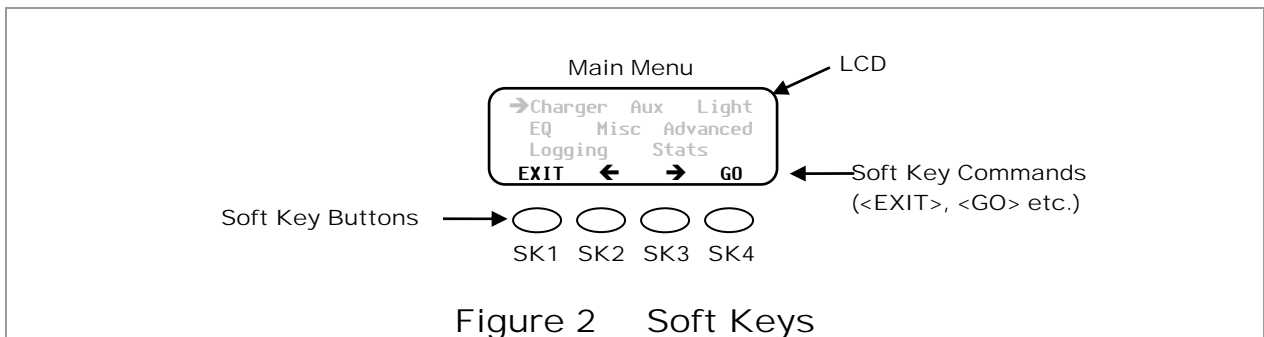 Main Menu
LCD
➔Charger Aux Light
EQ Misc Advanced
Logging Stats
EXIT 🡸 ➔ GO
Soft Key Commands
(<EXIT>, <GO> etc.)
Soft Key Buttons
SK1 SK2 SK3 SK4
Figure 2 Soft Keys